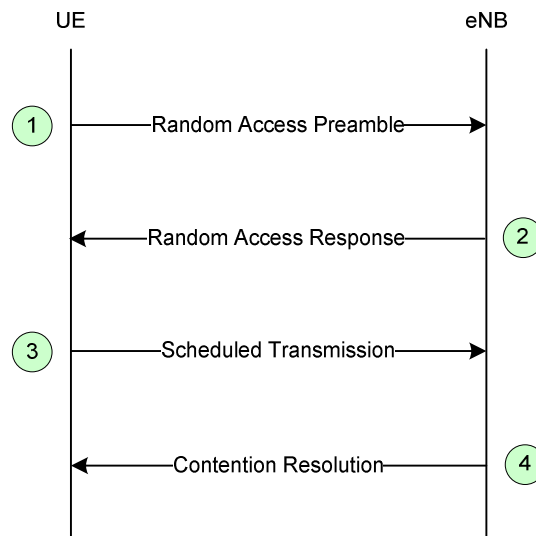 UE
eNB
1
Random Access Preamble
Random Access Response
2
3
Scheduled Transmission
Contention Resolution
4